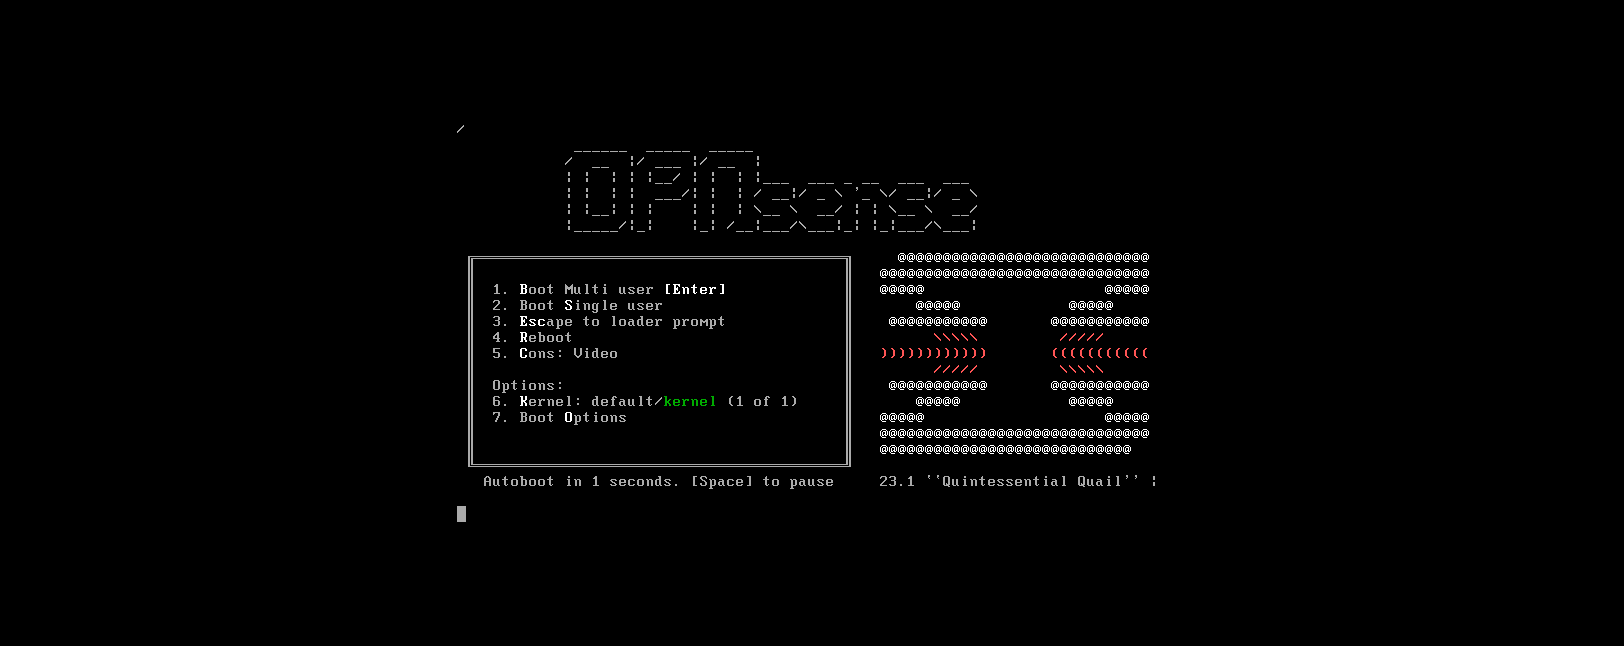 OPNsense
1. Boot Multi user [Enter]
2. Boot Single user
3. Escape to loader prompt
4. Reboot
5. Cons: Video
Options:
6. Kernel: default/kernel (1 of 1)
7. Boot Options
Autoboot in 1 seconds. [Space] to pause
23.1 ``Quintessential Quail'' ¦